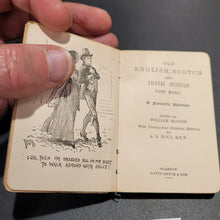 "OH, THEN I'M DRESSED ALL IN MY BEST
TO WALK ABROAD WITH SALLY."
OLD
ENGLISH, SCOTCH
AND
IRISH SONGS
WITH MUSIC
A Favourite Selection
EDITED BY
WILLIAM MOODIE
With Twenty-four Original Sketches
BY
A. S. BOYD, R.S.W.
GLASGOW
DAVID BRYCE & SON